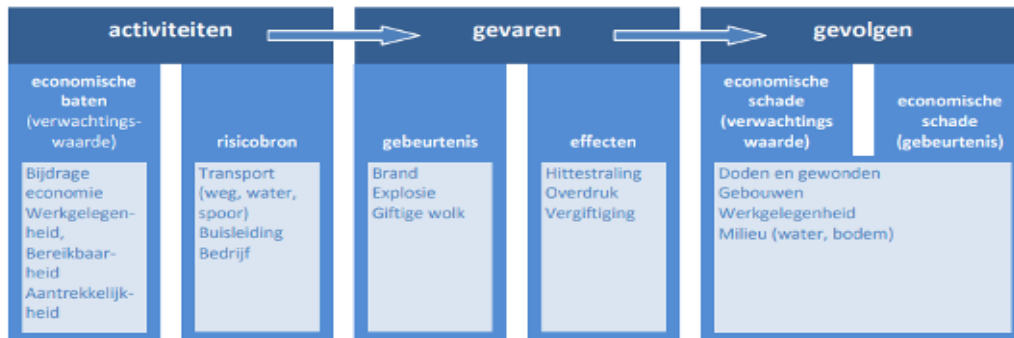 activiteiten
gevaren
gevolgen
economische
baten
(verwachtings-
waarde)
risicobron
gebeurtenis
effecten
economische
schade
(verwachtings
waarde)
economische
schade
(gebeurtenis)
Bijdrage
economie
Werkgelegen-
heid,
Bereikbaar-
heid
Aantrekkelijk-
heid
Transport
(weg, water,
spoor)
Buisleiding
Bedrijf
Brand
Explosie
Giftige wolk
Hittestraling
Overdruk
Vergiftiging
Doden en gewonden
Gebouwen
Werkgelegenheid
Milieu (water, bodem)